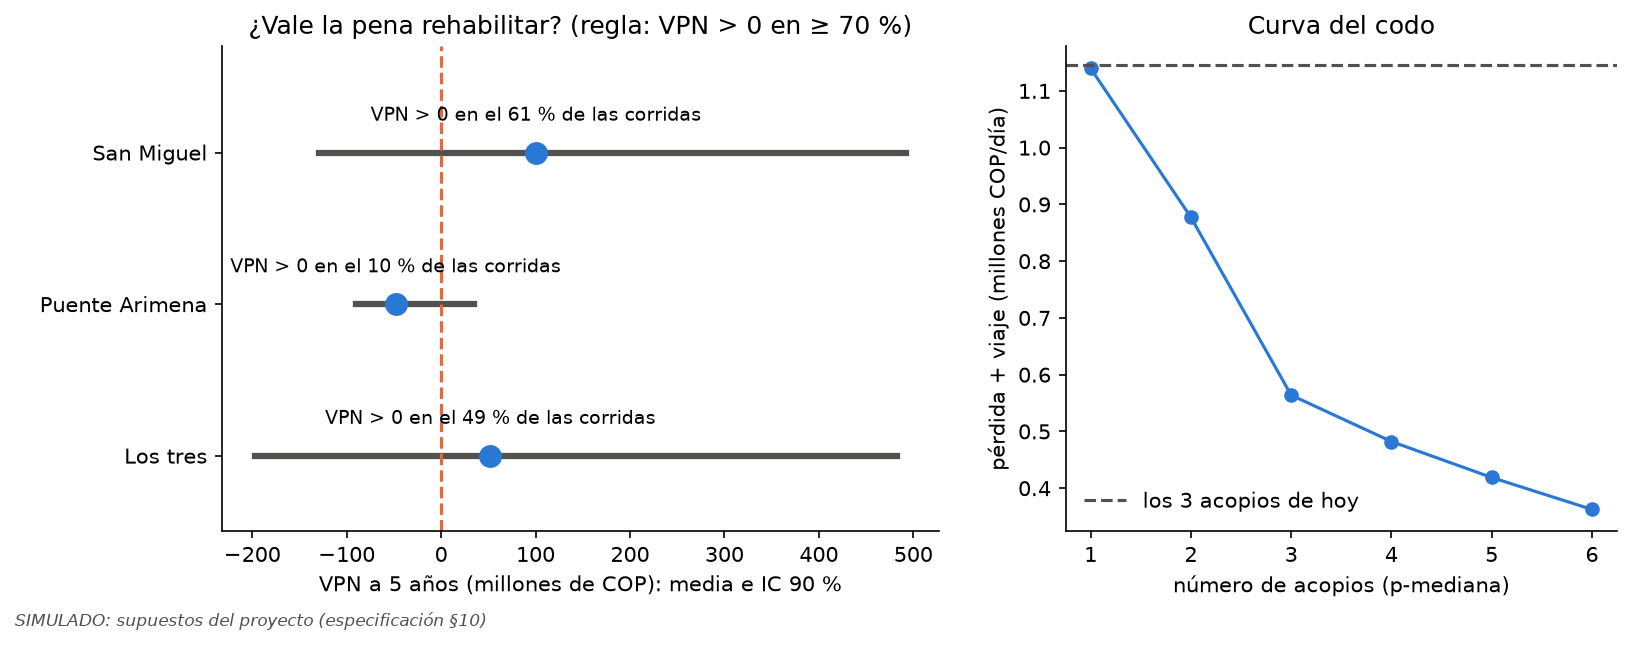 ¿Vale la pena rehabilitar? (regla: VPN > 0 en ≥ 70 %)
San Miguel
VPN > 0 en el 61 % de las corridas
Puente Arimena
VPN > 0 en el 10 % de las corridas
Los tres
VPN > 0 en el 49 % de las corridas
−200 −100 0 100 200 300 400 500
VPN a 5 años (millones de COP): media e IC 90 %
Curva del codo
pérdida + viaje (millones COP/día)
1.1
1.0
0.9
0.8
0.7
0.6
0.5
0.4
los 3 acopios de hoy
1 2 3 4 5 6
número de acopios (p-mediana)
SIMULADO: supuestos del proyecto (especificación §10)